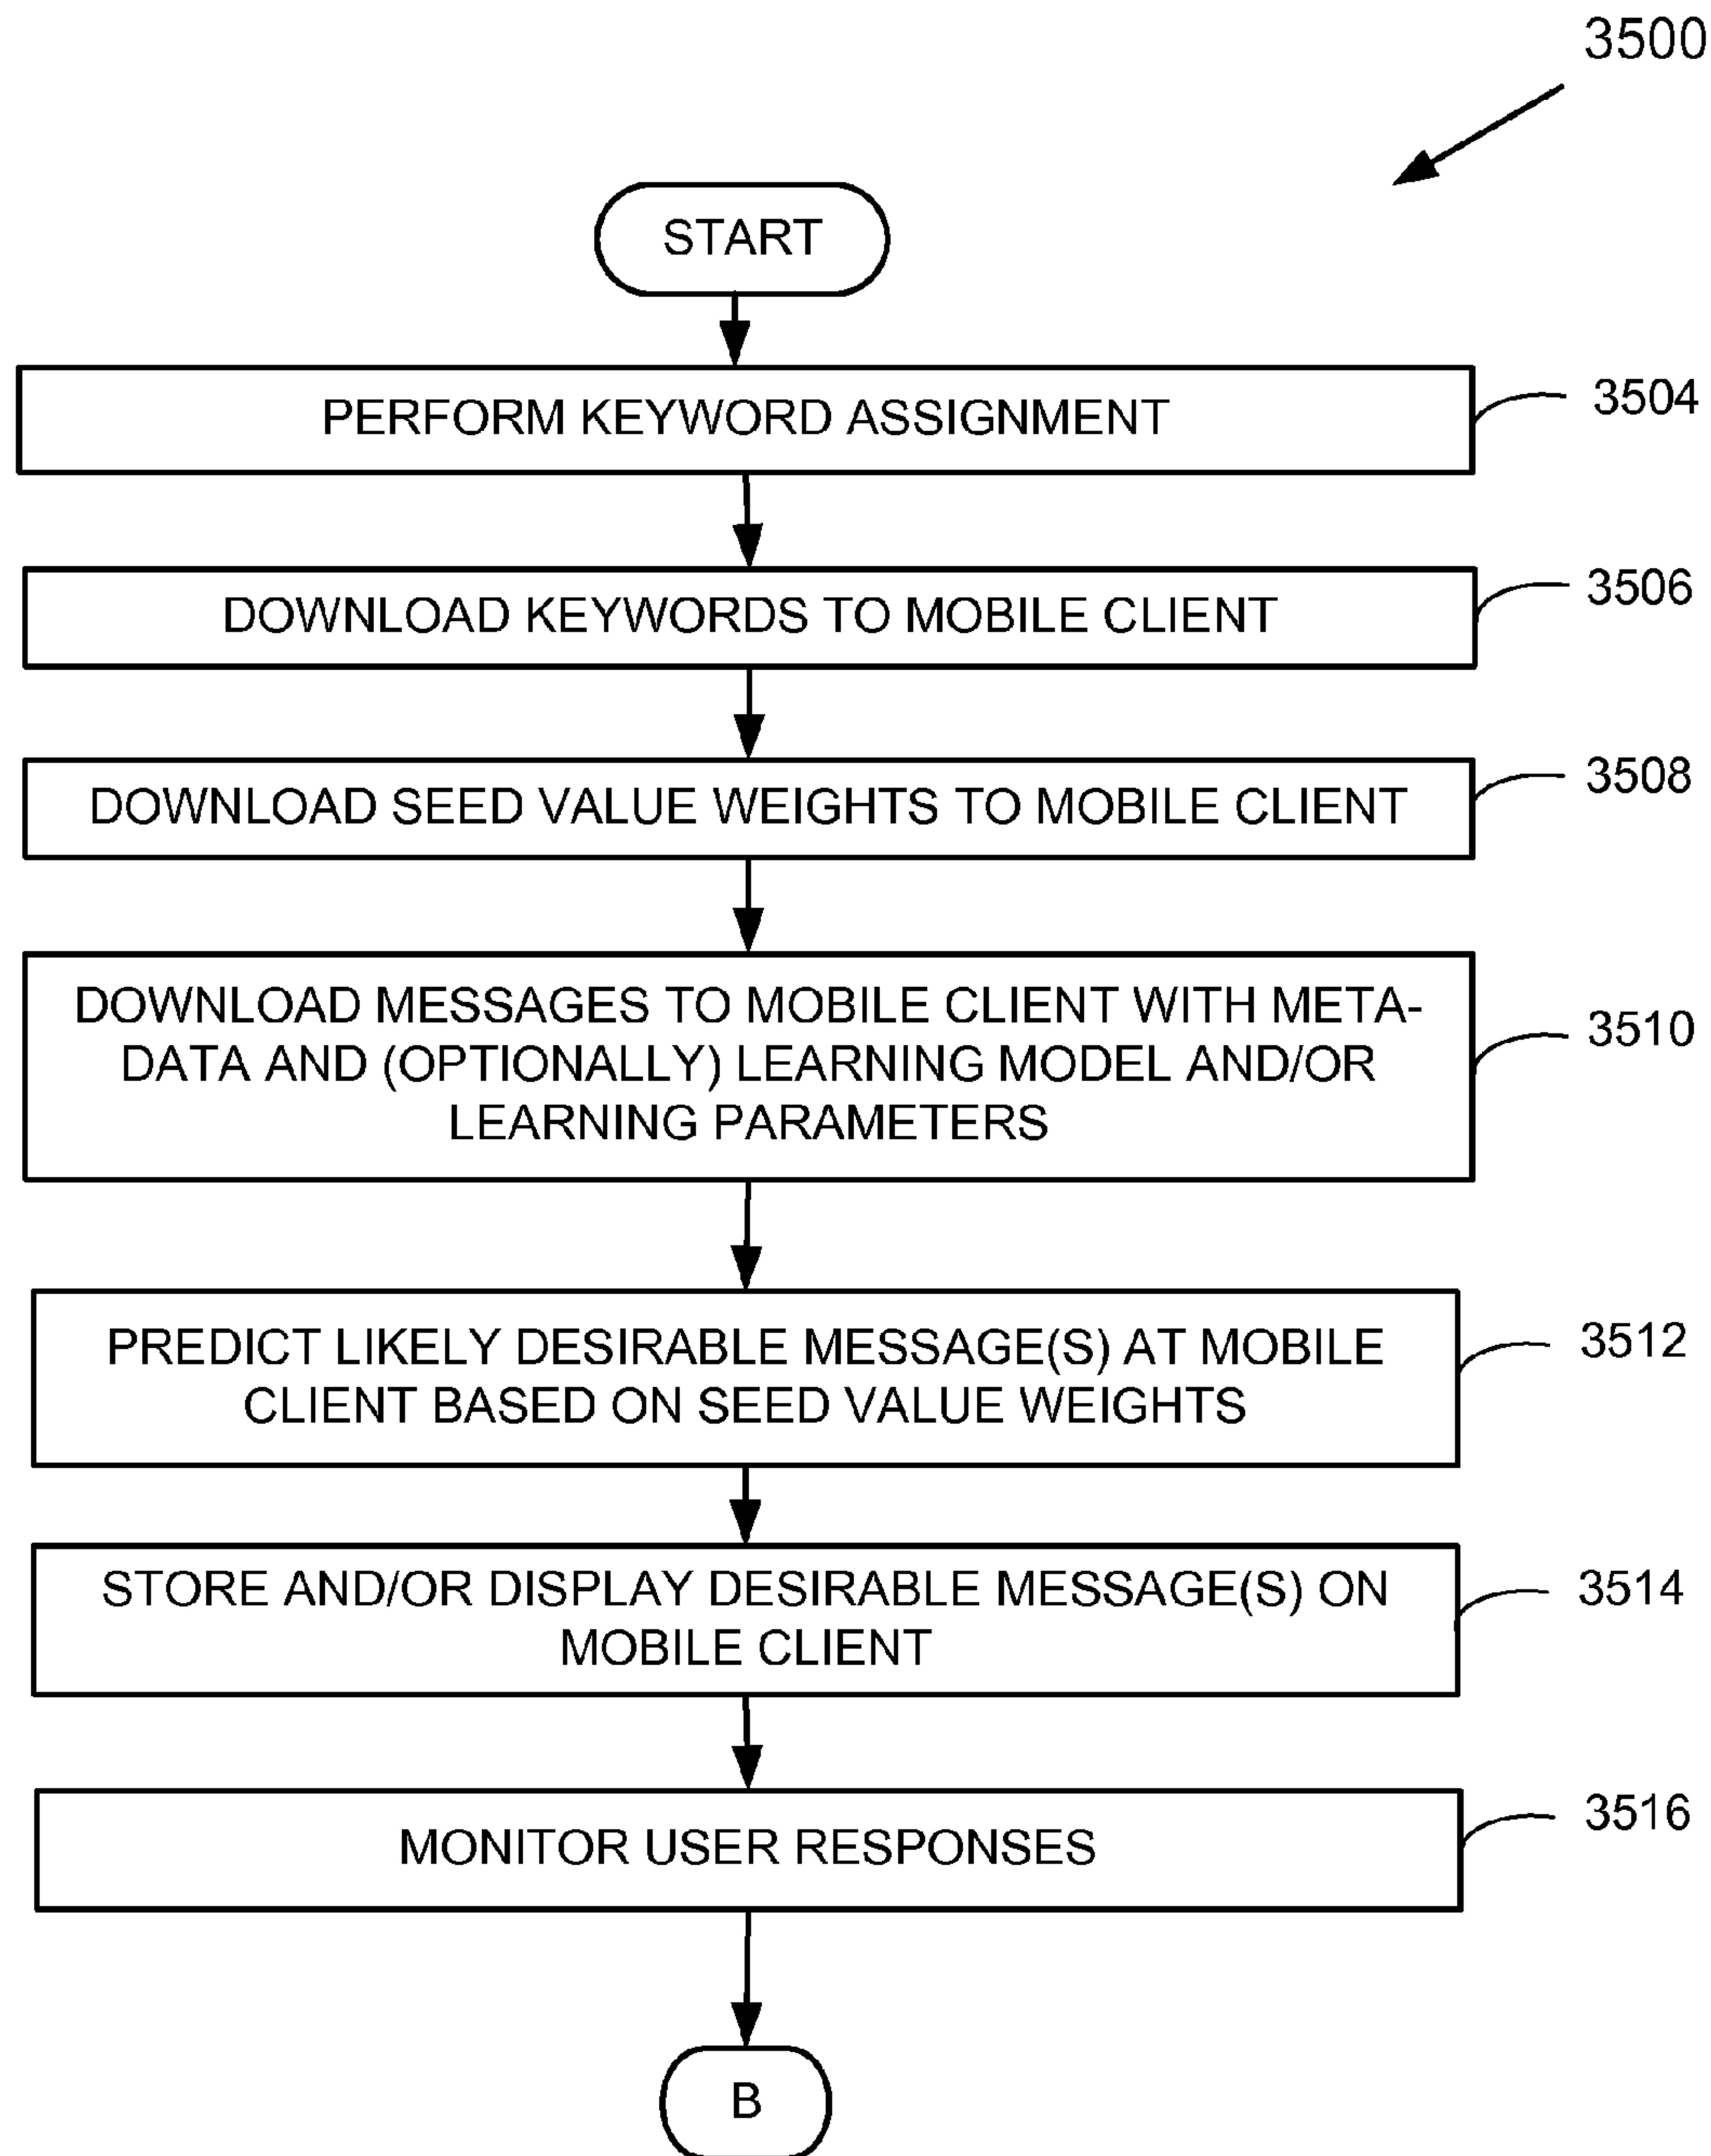 3500
START
PERFORM KEYWORD ASSIGNMENT
3504
DOWNLOAD KEYWORDS TO MOBILE CLIENT
3506
DOWNLOAD SEED VALUE WEIGHTS TO MOBILE CLIENT
3508
DOWNLOAD MESSAGES TO MOBILE CLIENT WITH META-
DATA AND (OPTIONALLY) LEARNING MODEL AND/OR
LEARNING PARAMETERS
3510
PREDICT LIKELY DESIRABLE MESSAGE(S) AT MOBILE
CLIENT BASED ON SEED VALUE WEIGHTS
3512
STORE AND/OR DISPLAY DESIRABLE MESSAGE(S) ON
MOBILE CLIENT
3514
MONITOR USER RESPONSES
3516
B